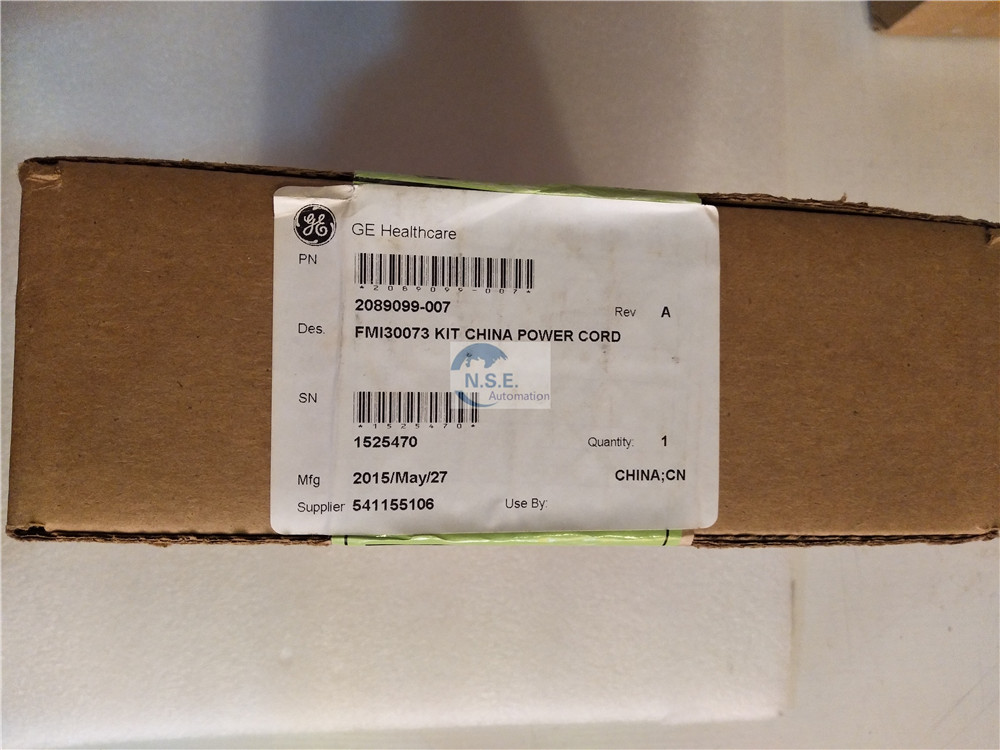 GE
GE Healthcare
PN
*2089099-007*
2089099-007
Rev A
Des. FMI30073 KIT CHINA POWER CORD
N.S.E.
Automation
SN
*1525470*
1525470
Quantity: 1
Mfg 2015/May/27
CHINA;CN
Supplier 541155106
Use By: